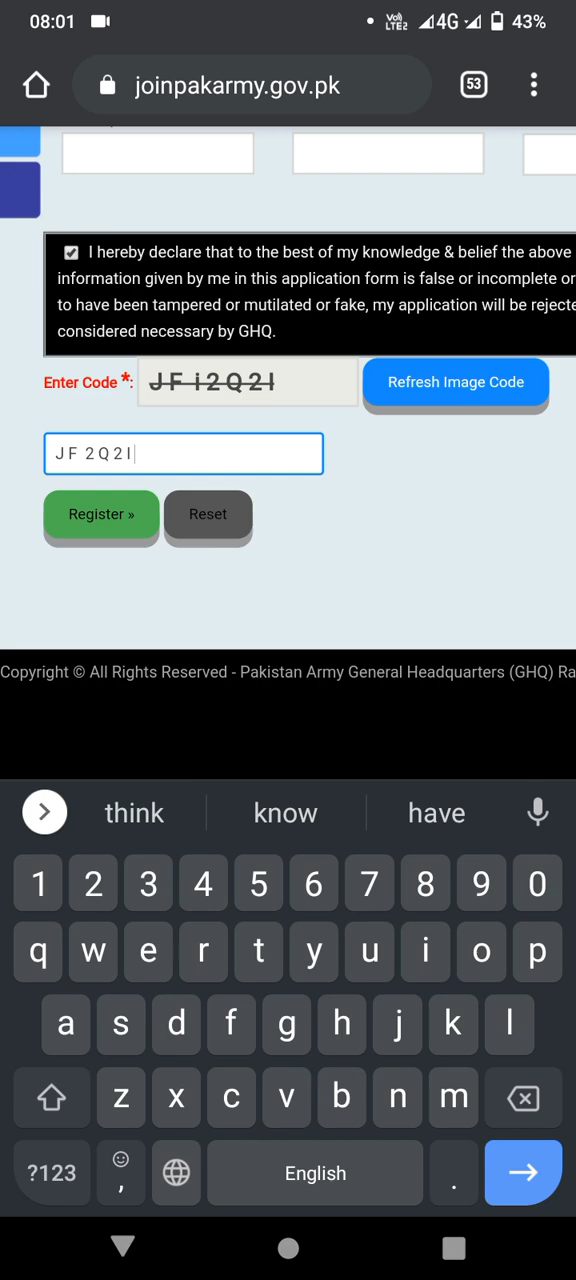 08:01 VoLTE2 4G 43%
joinpakarmy.gov.pk 53
I hereby declare that to the best of my knowledge & belief the above
information given by me in this application form is false or incomplete or
to have been tampered or mutilated or fake, my application will be rejecte
considered necessary by GHQ.
Enter Code *: JF i2Q2I Refresh Image Code
JF 2Q2I
Register » Reset
Copyright © All Rights Reserved - Pakistan Army General Headquarters (GHQ) Ra
think know have
1 2 3 4 5 6 7 8 9 0
q w e r t y u i o p
a s d f g h j k l
z x c v b n m
?123 , English .